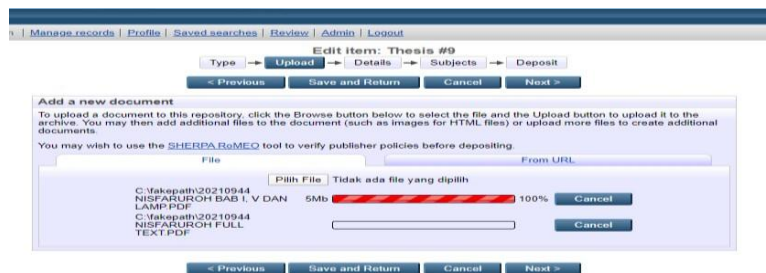 Manage records | Profile | Saved searches | Review | Admin | Logout
Edit item: Thesis #9
Type → Upload → Details → Subjects → Deposit
< Previous Save and Return Cancel Next >
Add a new document
To upload a document to this repository, click the Browse button below to select the file and the Upload button to upload it to the
archive. You may then add additional files to the document (such as images for HTML files) or upload more files to create additional
documents.
You may wish to use the SHERPA RoMEO tool to verify publisher policies before depositing.
File From URL
Pilih File Tidak ada file yang dipilih
C:\fakepath\20210944
NISFARUROH BAB I, V DAN 5Mb 100% Cancel
LAMP.PDF
C:\fakepath\20210944
NISFARUROH FULL Cancel
TEXT.PDF
< Previous Save and Return Cancel Next >